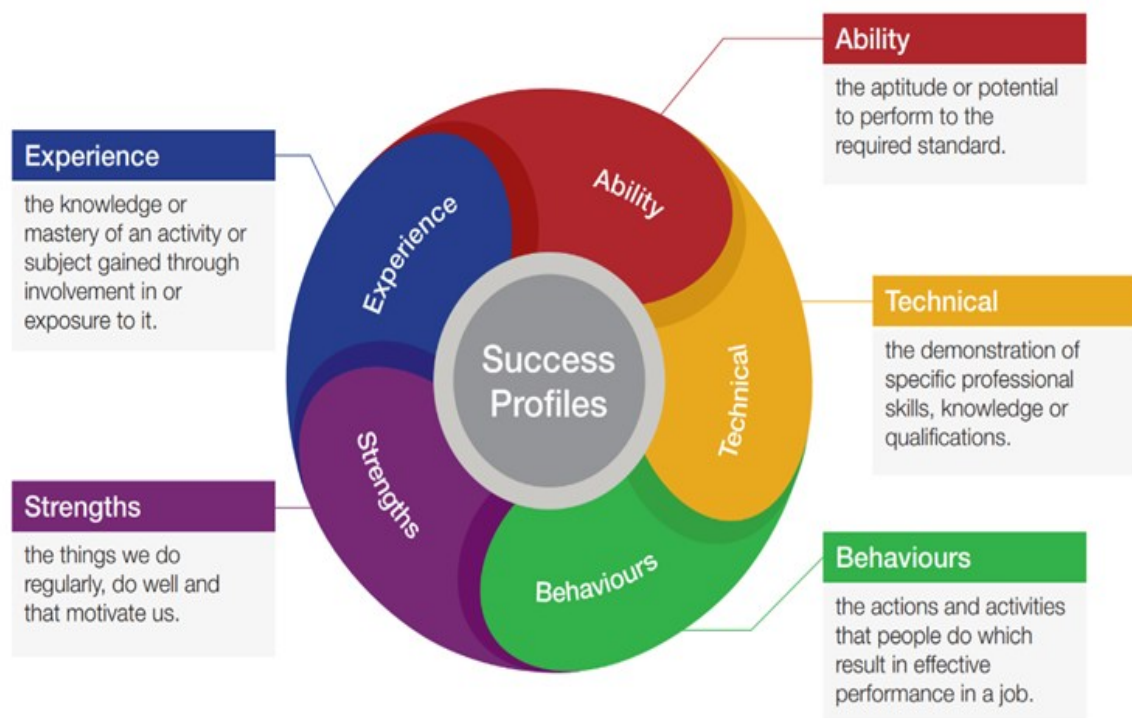 Ability
the aptitude or potential
to perform to the
required standard.
Experience
the knowledge or
mastery of an activity or
subject gained through
involvement in or
exposure to it.
Technical
the demonstration of
specific professional
skills, knowledge or
qualifications.
Strengths
the things we do
regularly, do well and
that motivate us.
Behaviours
the actions and activities
that people do which
result in effective
performance in a job.
Success
Profiles
Ability
Experience
Technical
Strengths
Behaviours